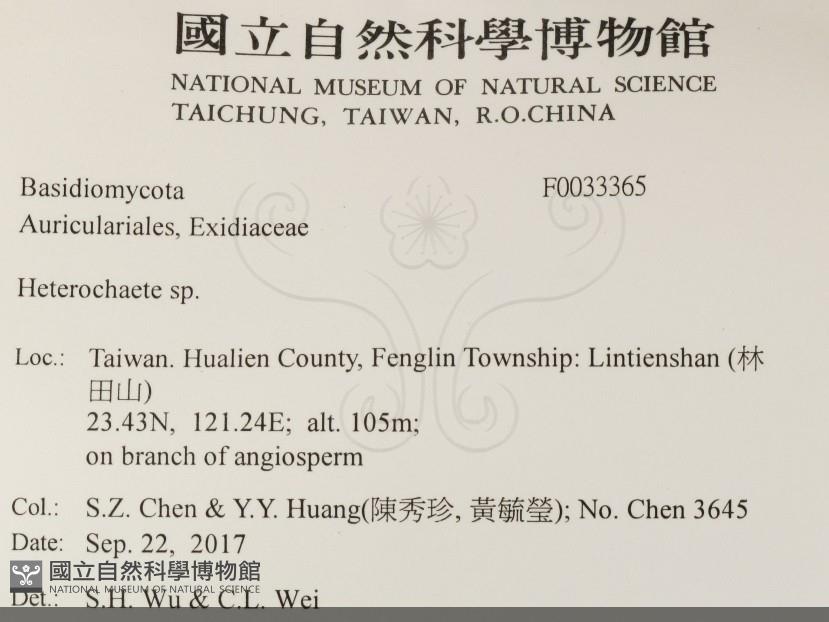 國立自然科學博物館
NATIONAL MUSEUM OF NATURAL SCIENCE
TAICHUNG, TAIWAN, R.O.CHINA
Basidiomycota F0033365
Auriculariales, Exidiaceae
Heterochaete sp.
Loc.: Taiwan. Hualien County, Fenglin Township: Lintienshan (林
田山)
23.43N, 121.24E; alt. 105m;
on branch of angiosperm
Col.: S.Z. Chen & Y.Y. Huang(陳秀珍, 黃毓瑩); No. Chen 3645
Date: Sep. 22, 2017
國立自然科學博物館
NATIONAL MUSEUM OF NATURAL SCIENCE
Det.: S.H. Wu & C.L. Wei